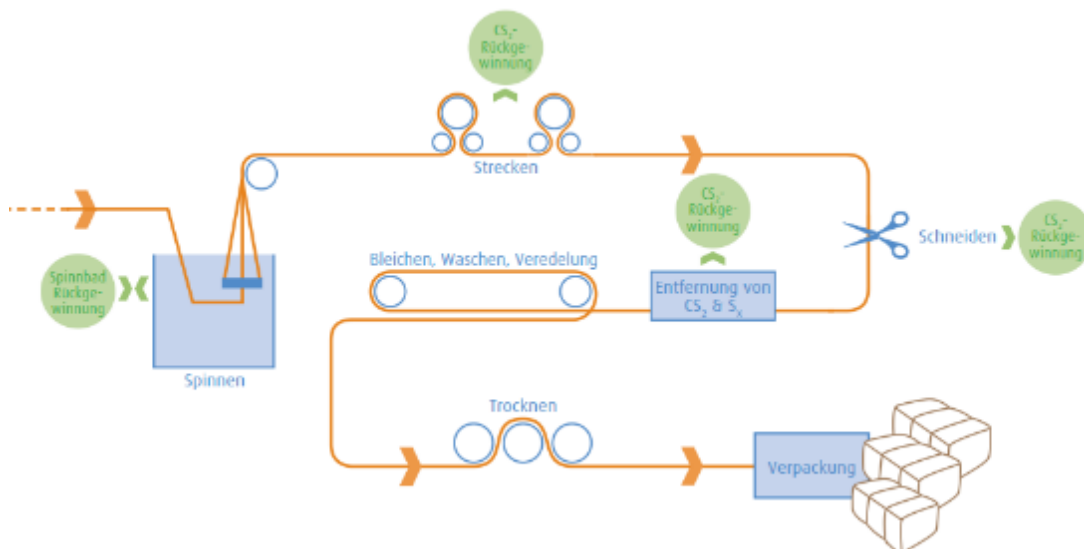 CS₂-
Rückge-
winnung
Strecken
CS₂-
Rückge-
winnung
Schneiden
CS₂-
Rückge-
winnung
Spinnbad
Rückge-
winnung
Bleichen, Waschen, Veredelung
Entfernung von
CS₂ & Sₓ
Spinnen
Trocknen
Verpackung